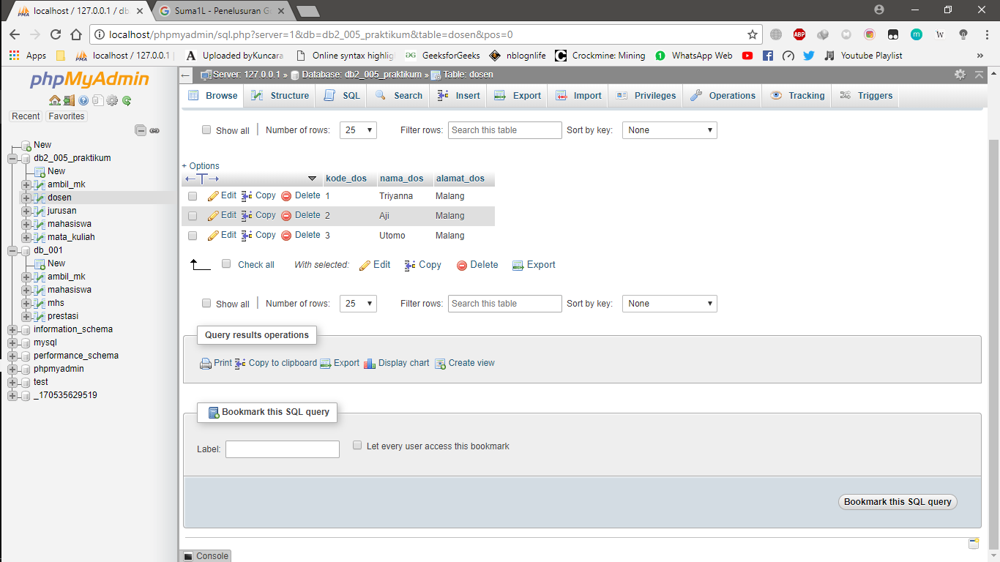 localhost / 127.0.0.1 / db
Suma1L - Penelusuran G
localhost/phpmyadmin/sql.php?server=1&db=db2_005_praktikum&table=dosen&pos=0
Apps localhost / 127.0.0.1 Uploaded byKuncara Online syntax highlig GeeksforGeeks nblognlife Crockmine: Mining WhatsApp Web Youtube Playlist »
phpMyAdmin
Recent Favorites
New
db2_005_praktikum
New
ambil_mk
dosen
jurusan
mahasiswa
mata_kuliah
db_001
New
ambil_mk
mahasiswa
mhs
prestasi
information_schema
mysql
performance_schema
phpmyadmin
test
_170535629519
Server: 127.0.0.1 » Database: db2_005_praktikum » Table: dosen
Browse Structure SQL Search Insert Export Import Privileges Operations Tracking Triggers
Show all Number of rows: 25 Filter rows: Search this table Sort by key: None
+ Options
←T→ kode_dos nama_dos alamat_dos
Edit Copy Delete 1 Triyanna Malang
Edit Copy Delete 2 Aji Malang
Edit Copy Delete 3 Utomo Malang
Check all With selected: Edit Copy Delete Export
Show all Number of rows: 25 Filter rows: Search this table Sort by key: None
Query results operations
Print Copy to clipboard Export Display chart Create view
Bookmark this SQL query
Label: Let every user access this bookmark
Bookmark this SQL query
Console